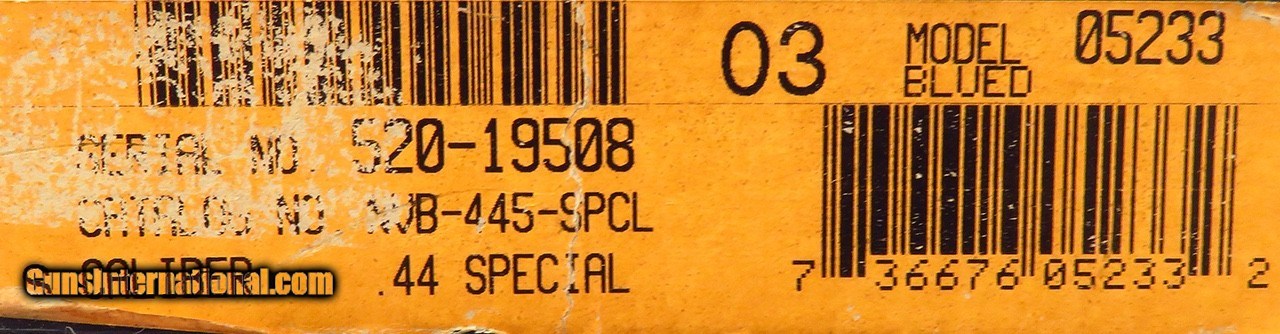 03 MODEL 05233
BLUED
SERIAL NO. 520-19508
CATALOG NO NVB-445-SPCL
CALIBER .44 SPECIAL
GunsInternational.com
7 36676 05233 2